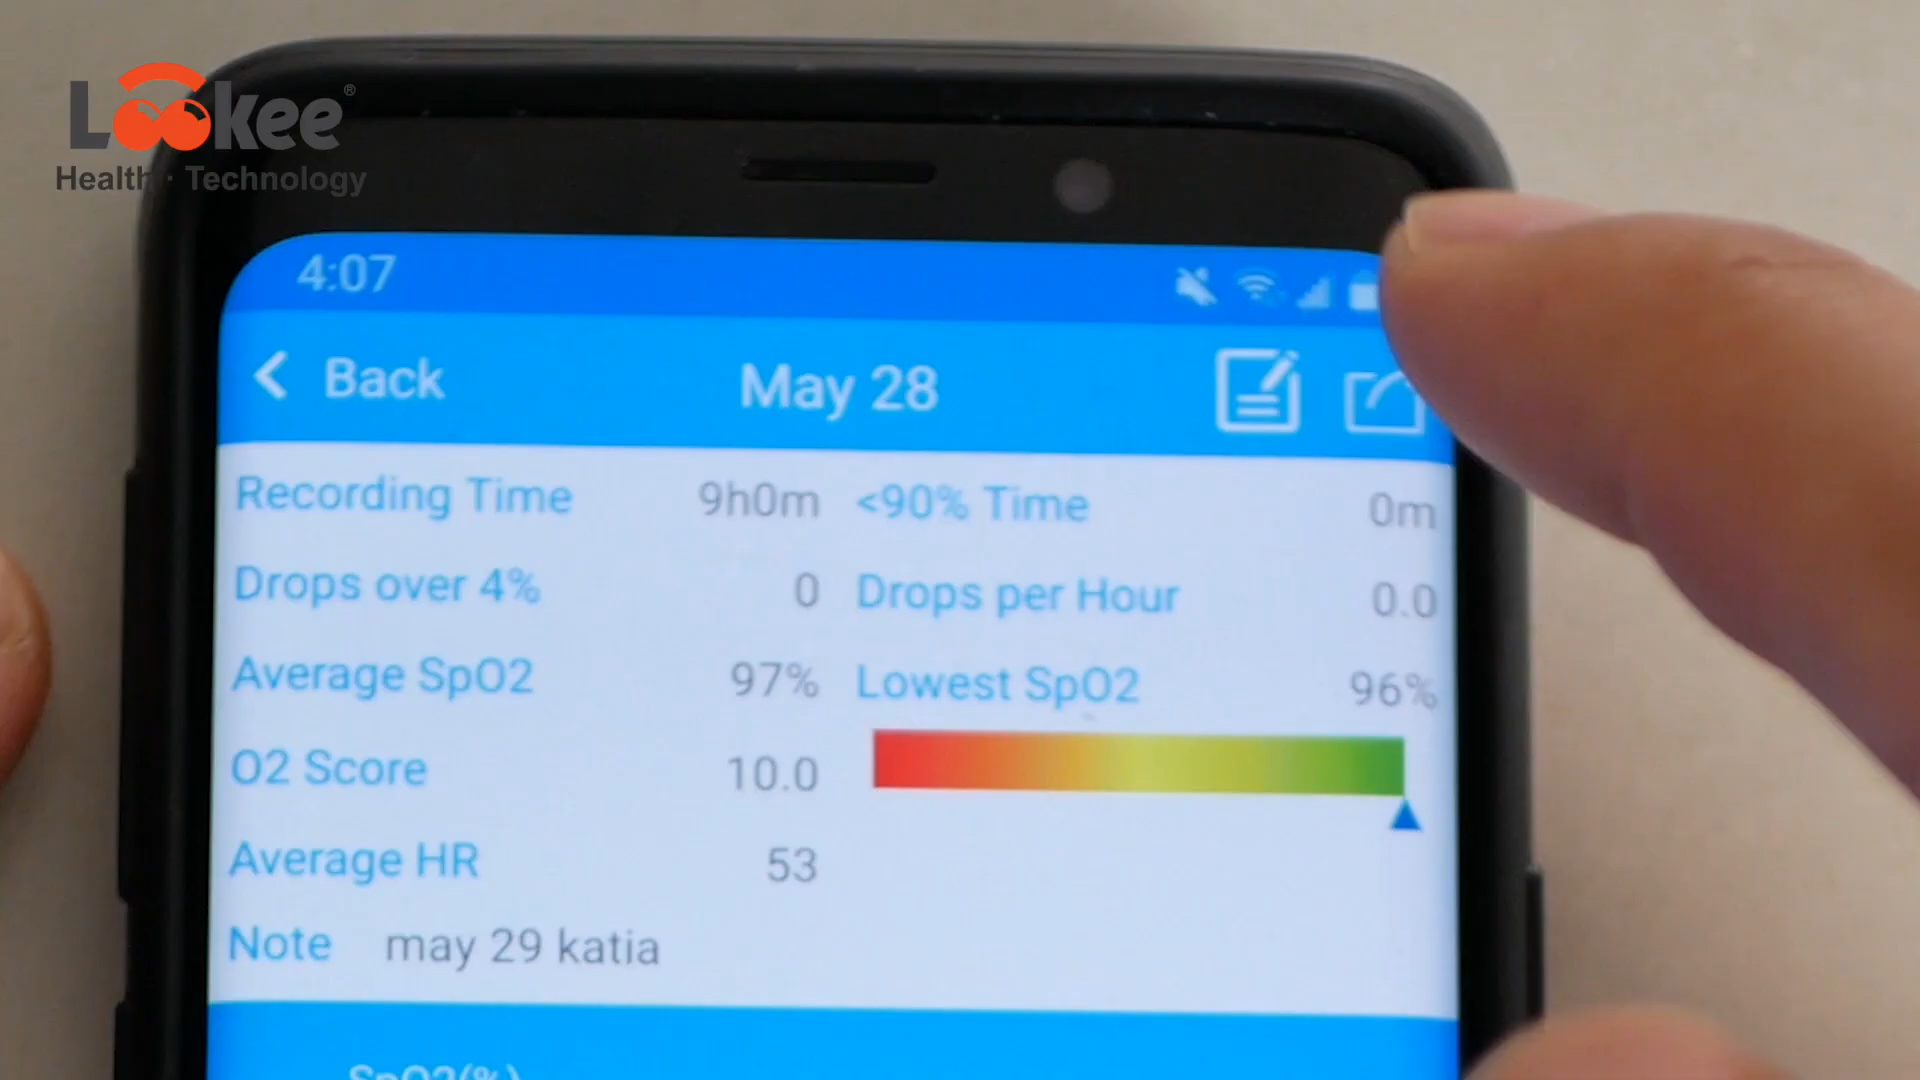 Lookee®
Health · Technology
4:07
Back
May 28
Recording Time 9h0m <90% Time 0m
Drops over 4% 0 Drops per Hour 0.0
Average SpO2 97% Lowest SpO2 96%
O2 Score 10.0
Average HR 53
Note may 29 katia
SpO2(%)